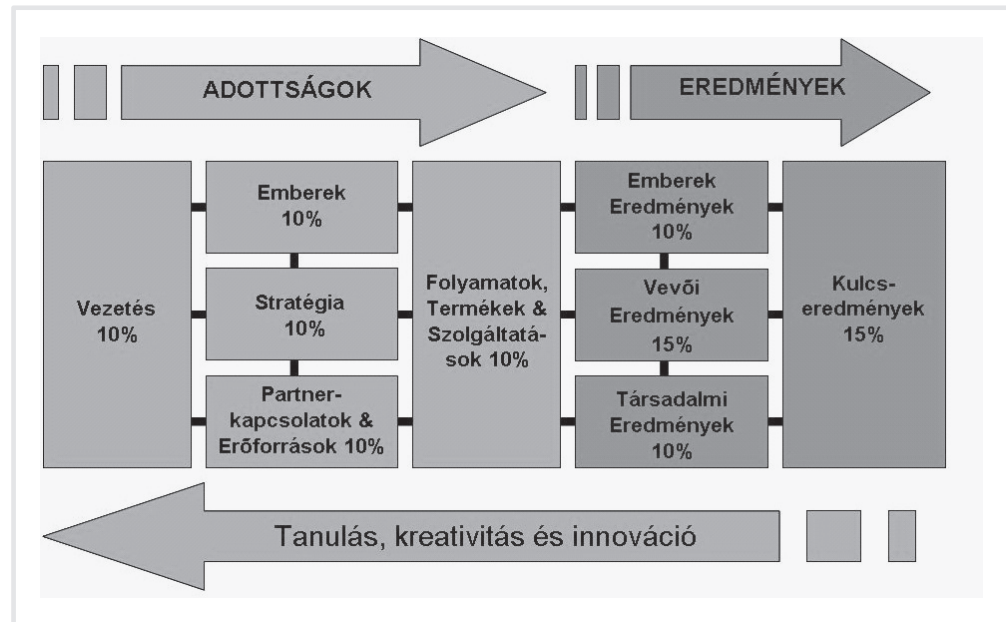 ADOTTSÁGOK
EREDMÉNYEK
Vezetés
10%
Emberek
10%
Stratégia
10%
Partner-
kapcsolatok &
Erőforrások 10%
Folyamatok,
Termékek &
Szolgáltatá-
sok 10%
Emberek
Eredmények
10%
Vevői
Eredmények
15%
Társadalmi
Eredmények
10%
Kulcs-
eredmények
15%
Tanulás, kreativitás és innováció